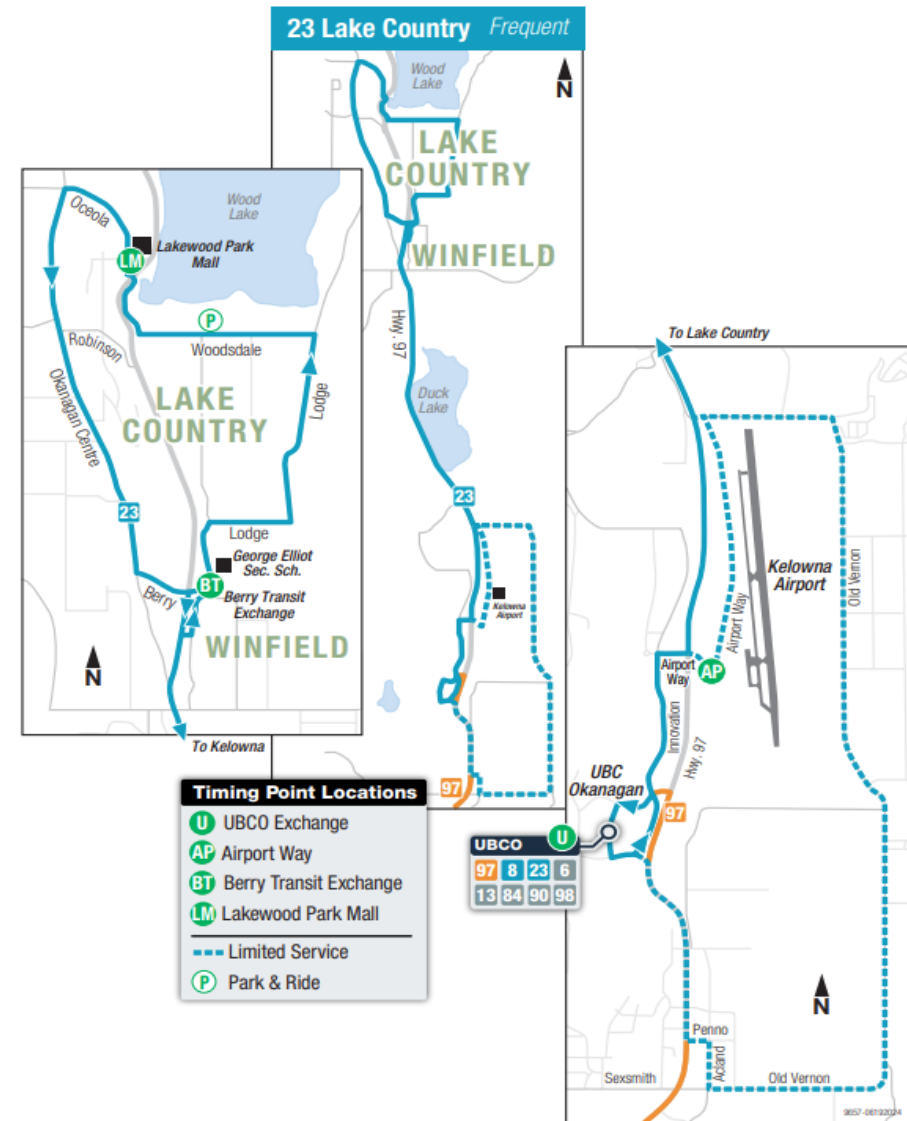 23 Lake Country Frequent
Wood
Lake
N
LAKE
COUNTRY
WINFIELD
Hwy. 97
Duck
Lake
23
Kelowna
Airport
97
Oceola
Wood
Lake
LM
Lakewood Park
Mall
P
Woodsdale
Robinson
Okanagan Centre
LAKE
COUNTRY
Lodge
23
Lodge
George Elliot
Sec. Sch.
BT
Berry
Berry Transit
Exchange
WINFIELD
N
To Kelowna
To Lake Country
Kelowna
Airport
Old Vernon
Airport Way
Airport
Way
AP
Innovation
Hwy. 97
UBC
Okanagan
97
U
UBCO
97 8 23 6
13 84 90 98
N
Penno
Acland
Sexsmith
Old Vernon
9657-06192024
Timing Point Locations
U UBCO Exchange
AP Airport Way
BT Berry Transit Exchange
LM Lakewood Park Mall
Limited Service
P Park & Ride